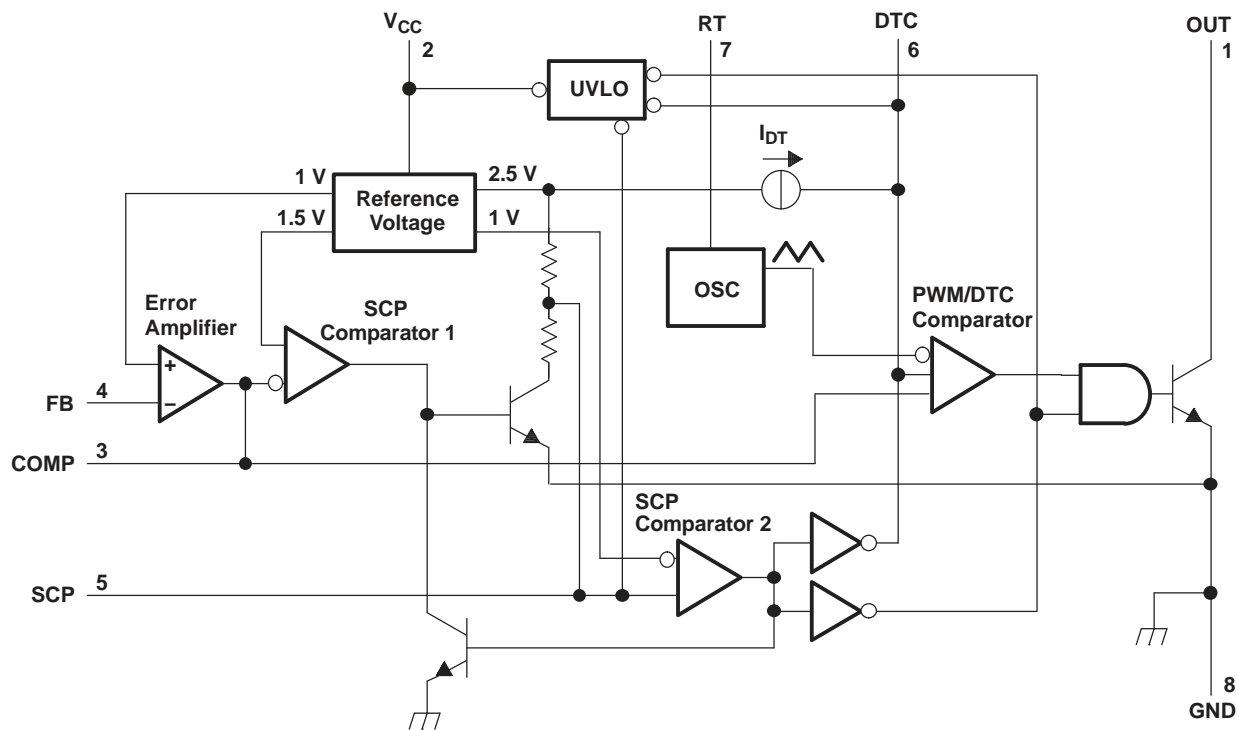 VCC
2
RT
7
DTC
6
OUT
1
UVLO
IDT
1 V
2.5 V
Reference
Voltage
1.5 V
1 V
OSC
Error
Amplifier
SCP
Comparator 1
PWM/DTC
Comparator
+
−
FB
4
COMP
3
SCP
Comparator 2
SCP
5
8
GND